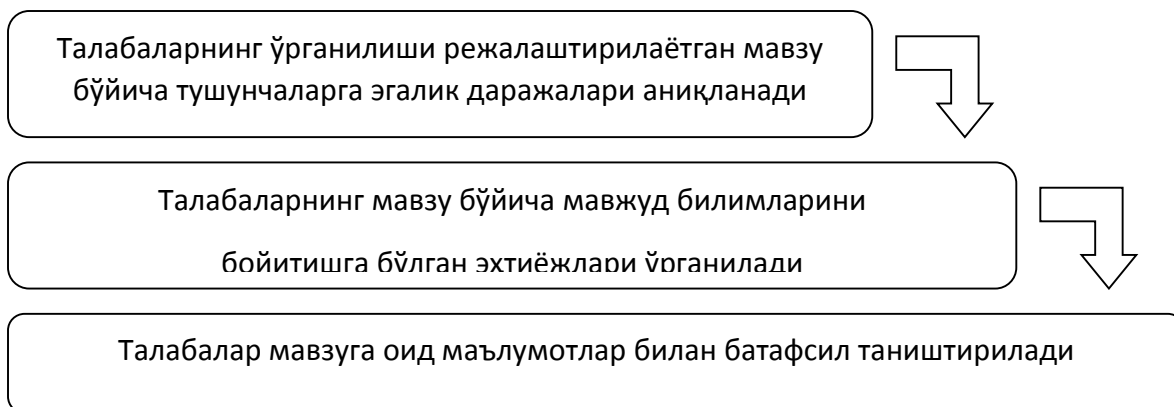 Талабаларнинг ўрганилиши режалаштирилаётган мавзу
бўйича тушунчаларга эгалик даражалари аниқланади
Талабаларнинг мавзу бўйича мавжуд билимларини
бойитишга бўлган эҳтиёжлари ўрганилади
Талабалар мавзуга оид маълумотлар билан батафсил таништирилади